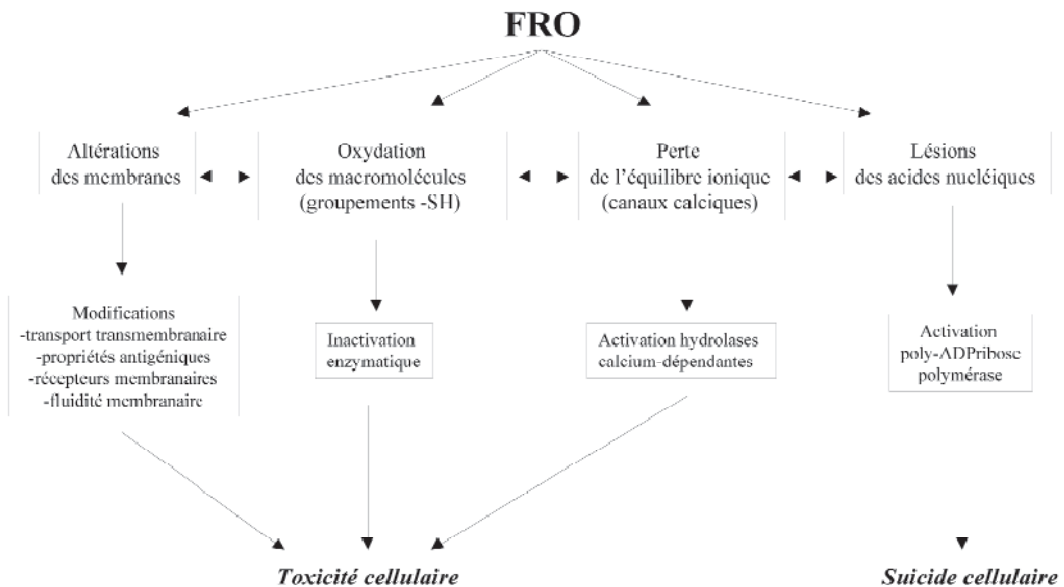 FRO
Altérations
des membranes
Oxydation
des macromolécules
(groupements -SH)
Perte
de l'équilibre ionique
(canaux calciques)
Lésions
des acides nucléiques
Modifications
-transport transmembranaire
-propriétés antigéniques
-récepteurs membranaires
-fluidité membranaire
Inactivation
enzymatique
Activation hydrolases
calcium-dépendantes
Activation
poly-ADPribose
polymérase
Toxicité cellulaire
Suicide cellulaire